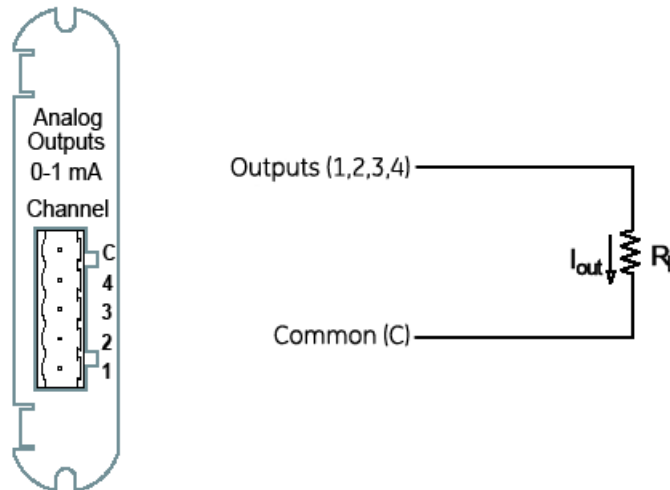 Analog
Outputs
0-1 mA
Channel
C
4
3
2
1
Outputs (1,2,3,4)
Iout
Common (C)